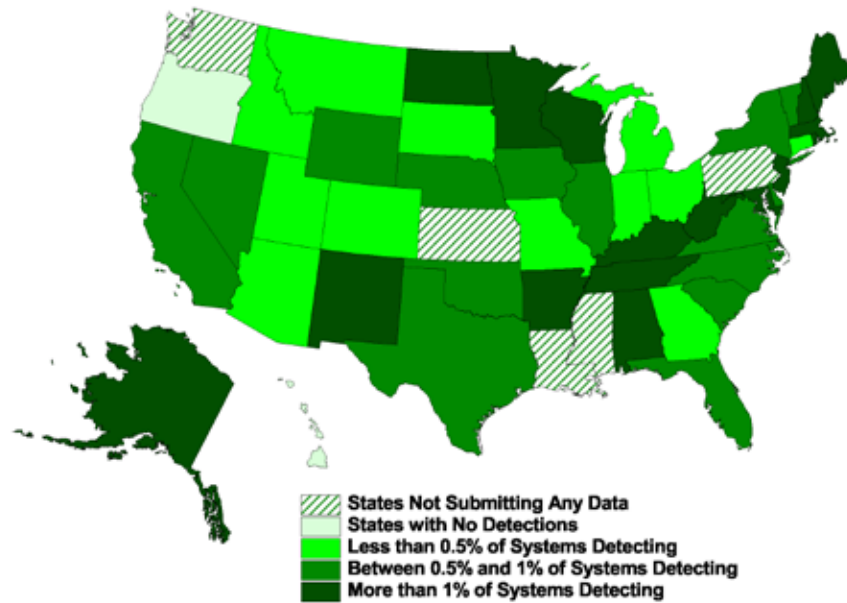 States Not Submitting Any Data
States with No Detections
Less than 0.5% of Systems Detecting
Between 0.5% and 1% of Systems Detecting
More than 1% of Systems Detecting